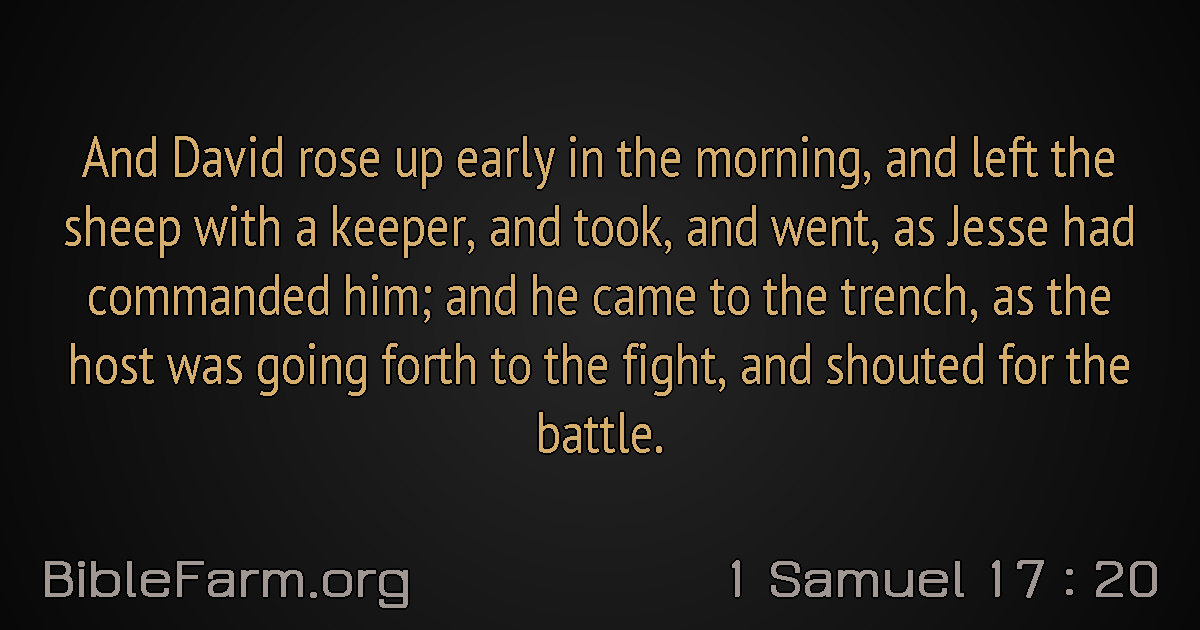 And David rose up early in the morning, and left the
sheep with a keeper, and took, and went, as Jesse had
commanded him; and he came to the trench, as the
host was going forth to the fight, and shouted for the
battle.
BibleFarm.org
1 Samuel 17 : 20